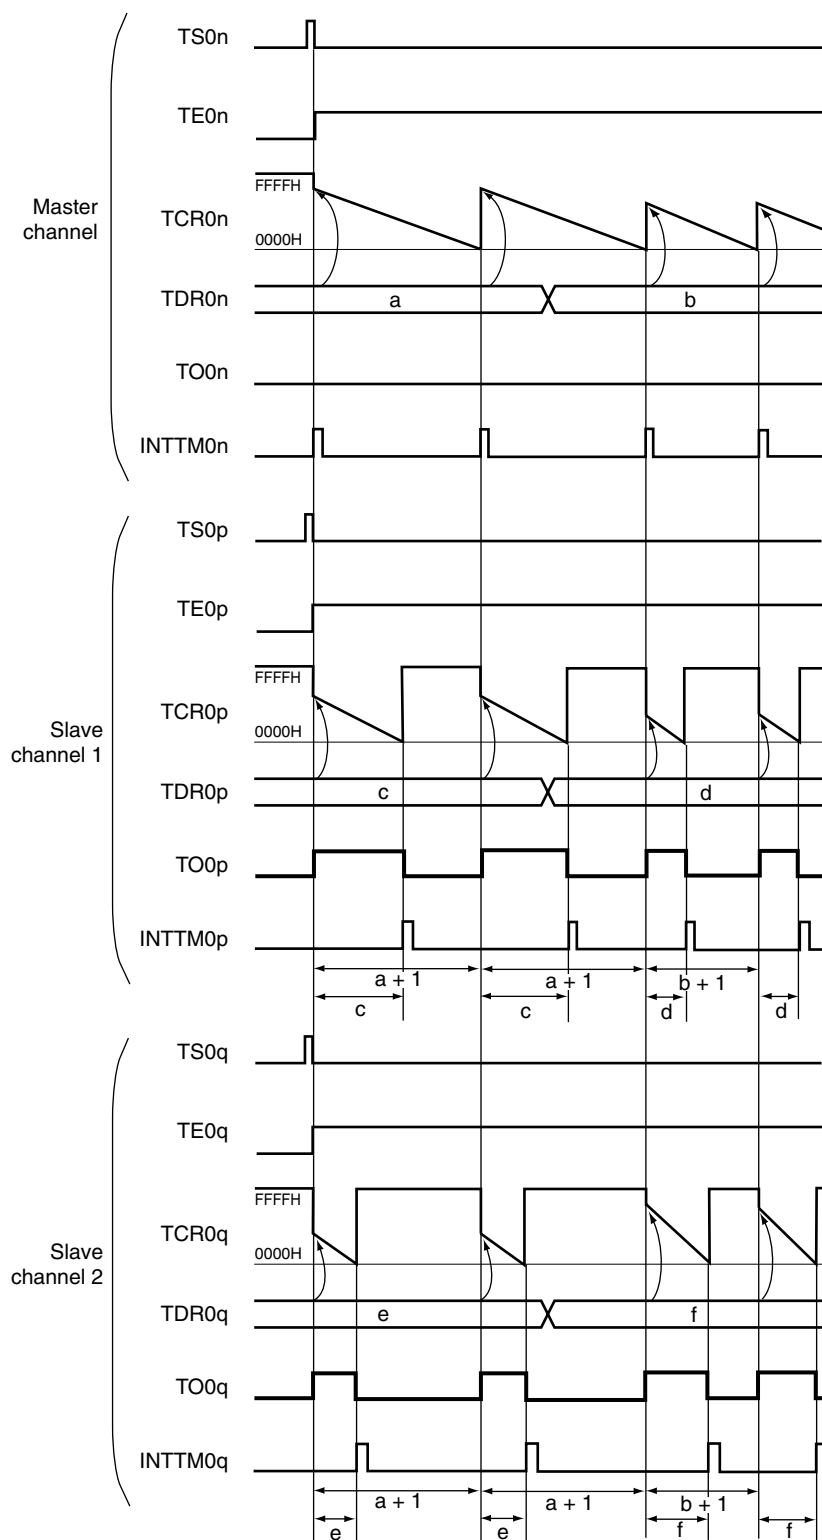 TS0n
TE0n
Master
channel
FFFFH
TCR0n
0000H
TDR0n
a
b
TO0n
INTTM0n
TS0p
TE0p
FFFFH
Slave
channel 1
TCR0p
0000H
TDR0p
c
d
TO0p
INTTM0p
a + 1
a + 1
b + 1
c
c
d
d
TS0q
TE0q
FFFFH
Slave
channel 2
TCR0q
0000H
TDR0q
e
f
TO0q
INTTM0q
a + 1
a + 1
b + 1
e
e
f
f